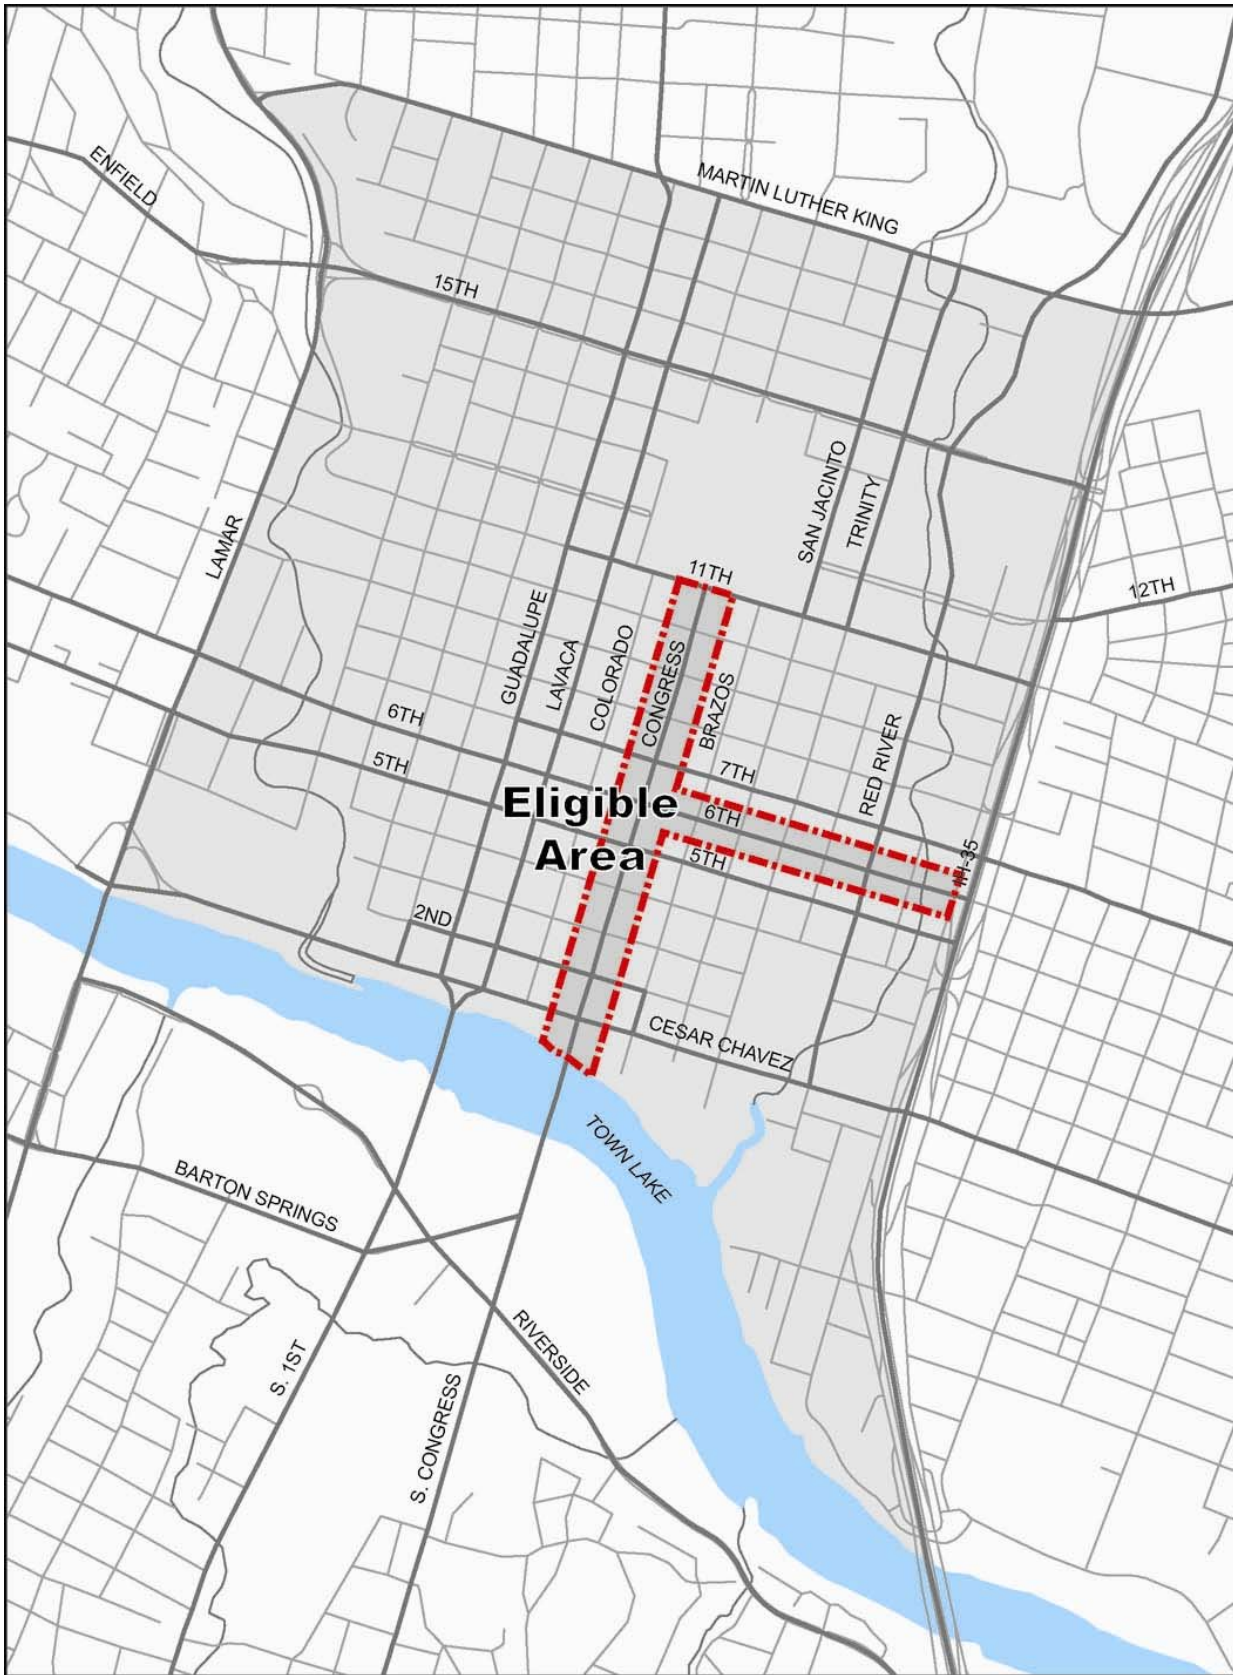 MARTIN LUTHER KING
ENFIELD
15TH
SAN JACINTO
TRINITY
LAMAR
11TH
12TH
GUADALUPE
LAVACA
COLORADO
CONGRESS
BRAZOS
6TH
5TH
7TH
RED RIVER
Eligible
Area
6TH
5TH
IH-35
2ND
CESAR CHAVEZ
TOWN LAKE
BARTON SPRINGS
RIVERSIDE
S. 1ST
S. CONGRESS